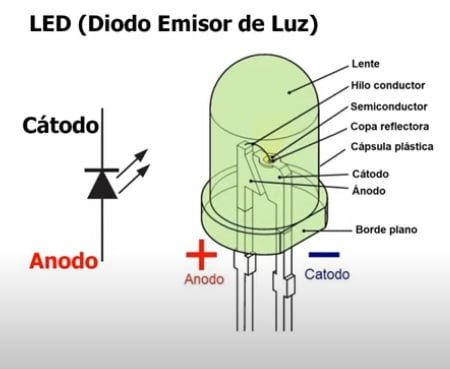 LED (Diodo Emisor de Luz)
Lente
Hilo conductor
Semiconductor
Copa reflectora
Cápsula plástica
Cátodo
Ánodo
Borde plano
Cátodo
Anodo
+
Anodo
–
Catodo